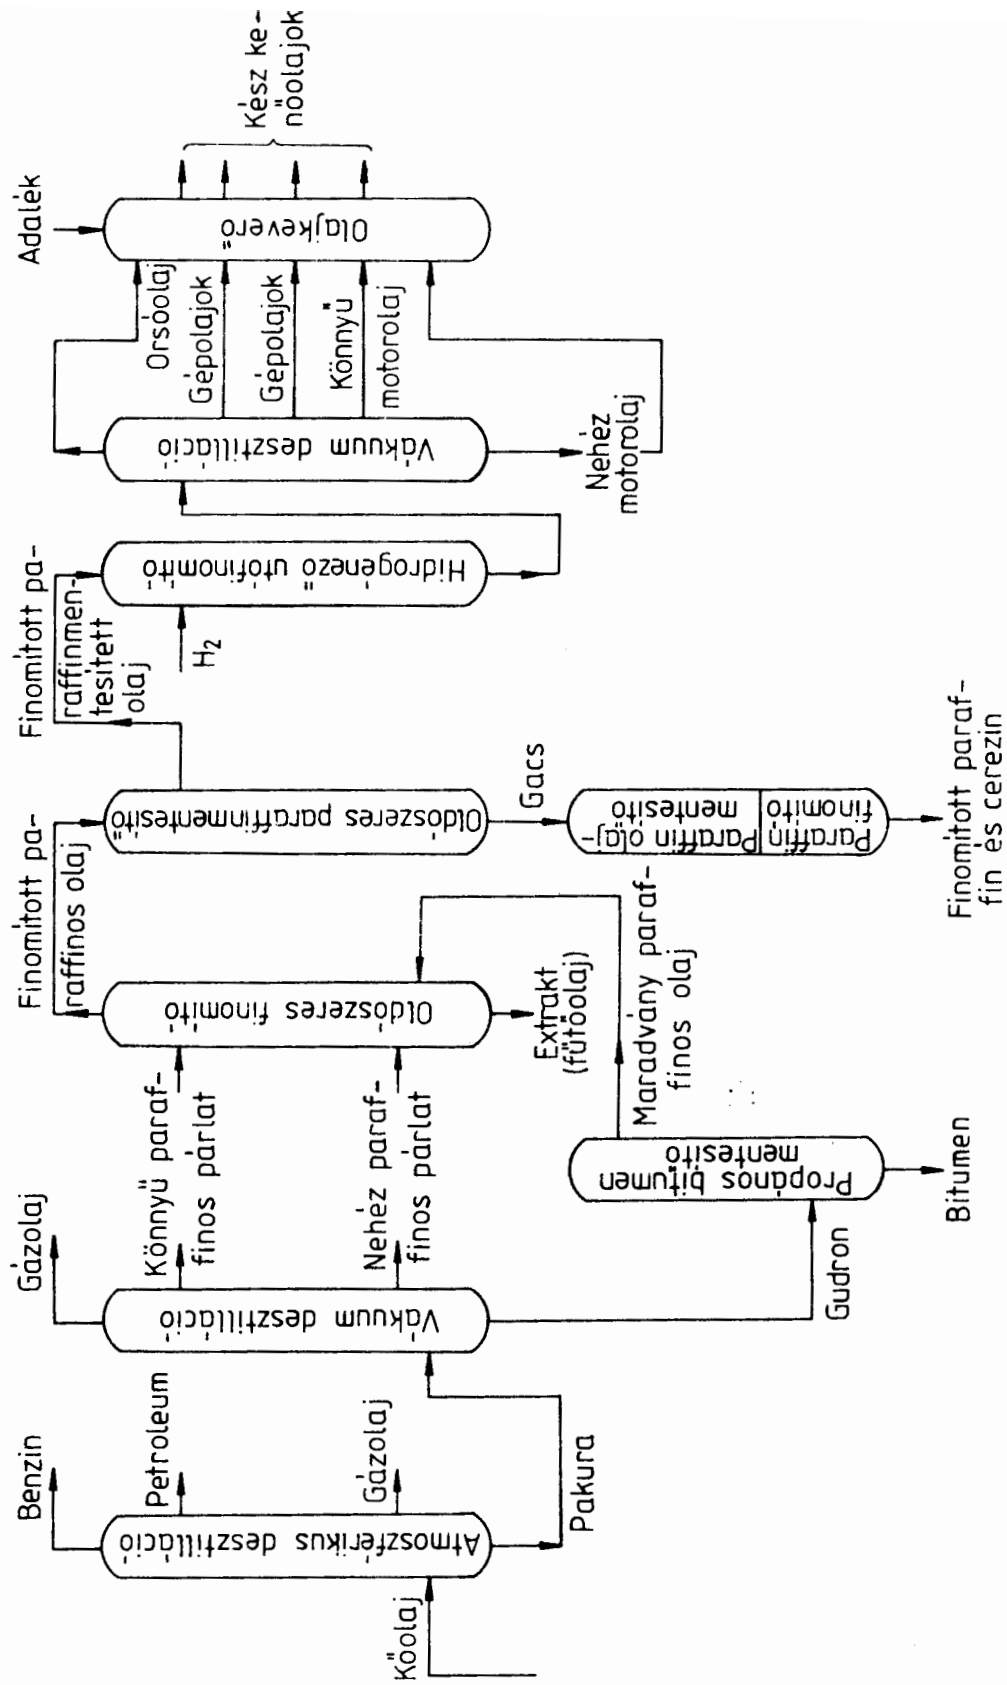 Kőolaj
Atmoszférikus desztilláció
Benzin
Petroleum
Gázolaj
Pakura
Vákuum desztilláció
Gázolaj
Könnyű paraf-
finos párlat
Nehéz paraf-
finos párlat
Gudron
Propános bitumen
mentesítő
Bitumen
Maradvány paraf-
finos olaj
Oldószeres finomító
Extrakt
(fűtőolaj)
Finomított pa-
raffinos olaj
Oldószeres paraffinmentesítő
Gacs
Paraffin olaj-
mentesítő
Paraffin
finomító
Finomított paraf-
fin és cerezin
Finomított pa-
raffinmen-
tesített
olaj
H2
Hidrogénező utófinomító
Vákuum desztilláció
Orsóolaj
Gépolajok
Gépolajok
Könnyű
motorolaj
Nehéz
motorolaj
Adalék
Olajkeverő
Kész ke-
nőolajok